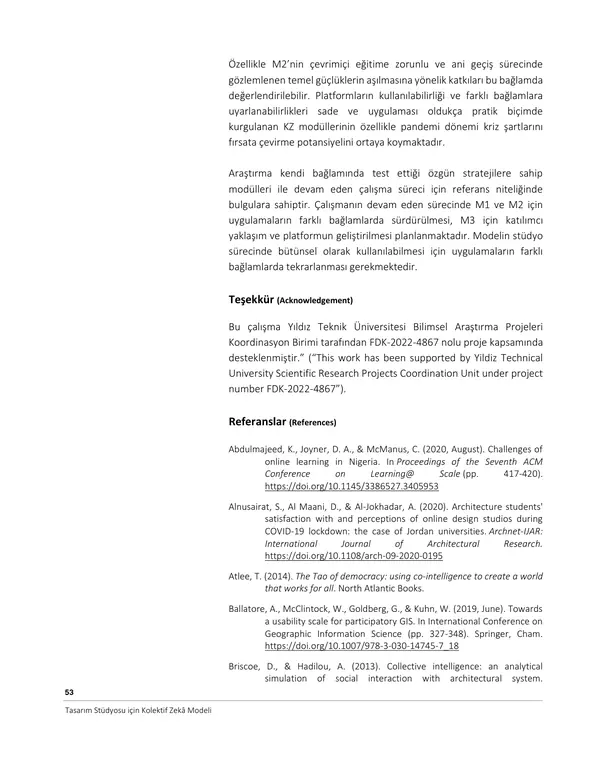 Özellikle M2'nin çevrimiçi eğitime zorunlu ve ani geçiş sürecinde
gözlemlenen temel güçlüklerin aşılmasına yönelik katkıları bu bağlamda
değerlendirilebilir. Platformların kullanılabilirliği ve farklı bağlamlara
uyarlanabilirlikleri sade ve uygulaması oldukça pratik biçimde
kurgulanan KZ modüllerinin özellikle pandemi dönemi kriz şartlarını
fırsata çevirme potansiyelini ortaya koymaktadır.
Araştırma kendi bağlamında test ettiği özgün stratejilere sahip
modülleri ile devam eden çalışma süreci için referans niteliğinde
bulgulara sahiptir. Çalışmanın devam eden sürecinde M1 ve M2 için
uygulamaların farklı bağlamlarda sürdürülmesi, M3 için katılımcı
yaklaşım ve platformun geliştirilmesi planlanmaktadır. Modelin stüdyo
sürecinde bütünsel olarak kullanılabilmesi için uygulamaların farklı
bağlamlarda tekrarlanması gerekmektedir.
Teşekkür (Acknowledgement)
Bu çalışma Yıldız Teknik Üniversitesi Bilimsel Araştırma Projeleri
Koordinasyon Birimi tarafından FDK-2022-4867 nolu proje kapsamında
desteklenmiştir." ("This work has been supported by Yildiz Technical
University Scientific Research Projects Coordination Unit under project
number FDK-2022-4867").
Referanslar (References)
Abdulmajeed, K., Joyner, D. A., & McManus, C. (2020, August). Challenges of
online learning in Nigeria. In Proceedings of the Seventh ACM
Conference on Learning@ Scale (pp. 417-420).
https://doi.org/10.1145/3386527.3405953
Alnusairat, S., Al Maani, D., & Al-Jokhadar, A. (2020). Architecture students'
satisfaction with and perceptions of online design studios during
COVID-19 lockdown: the case of Jordan universities. Archnet-IJAR:
International Journal of Architectural Research.
https://doi.org/10.1108/arch-09-2020-0195
Atlee, T. (2014). The Tao of democracy: using co-intelligence to create a world
that works for all. North Atlantic Books.
Ballatore, A., McClintock, W., Goldberg, G., & Kuhn, W. (2019, June). Towards
a usability scale for participatory GIS. In International Conference on
Geographic Information Science (pp. 327-348). Springer, Cham.
https://doi.org/10.1007/978-3-030-14745-7_18
Briscoe, D., & Hadilou, A. (2013). Collective intelligence: an analytical
simulation of social interaction with architectural system.
53
Tasarım Stüdyosu için Kolektif Zekâ Modeli